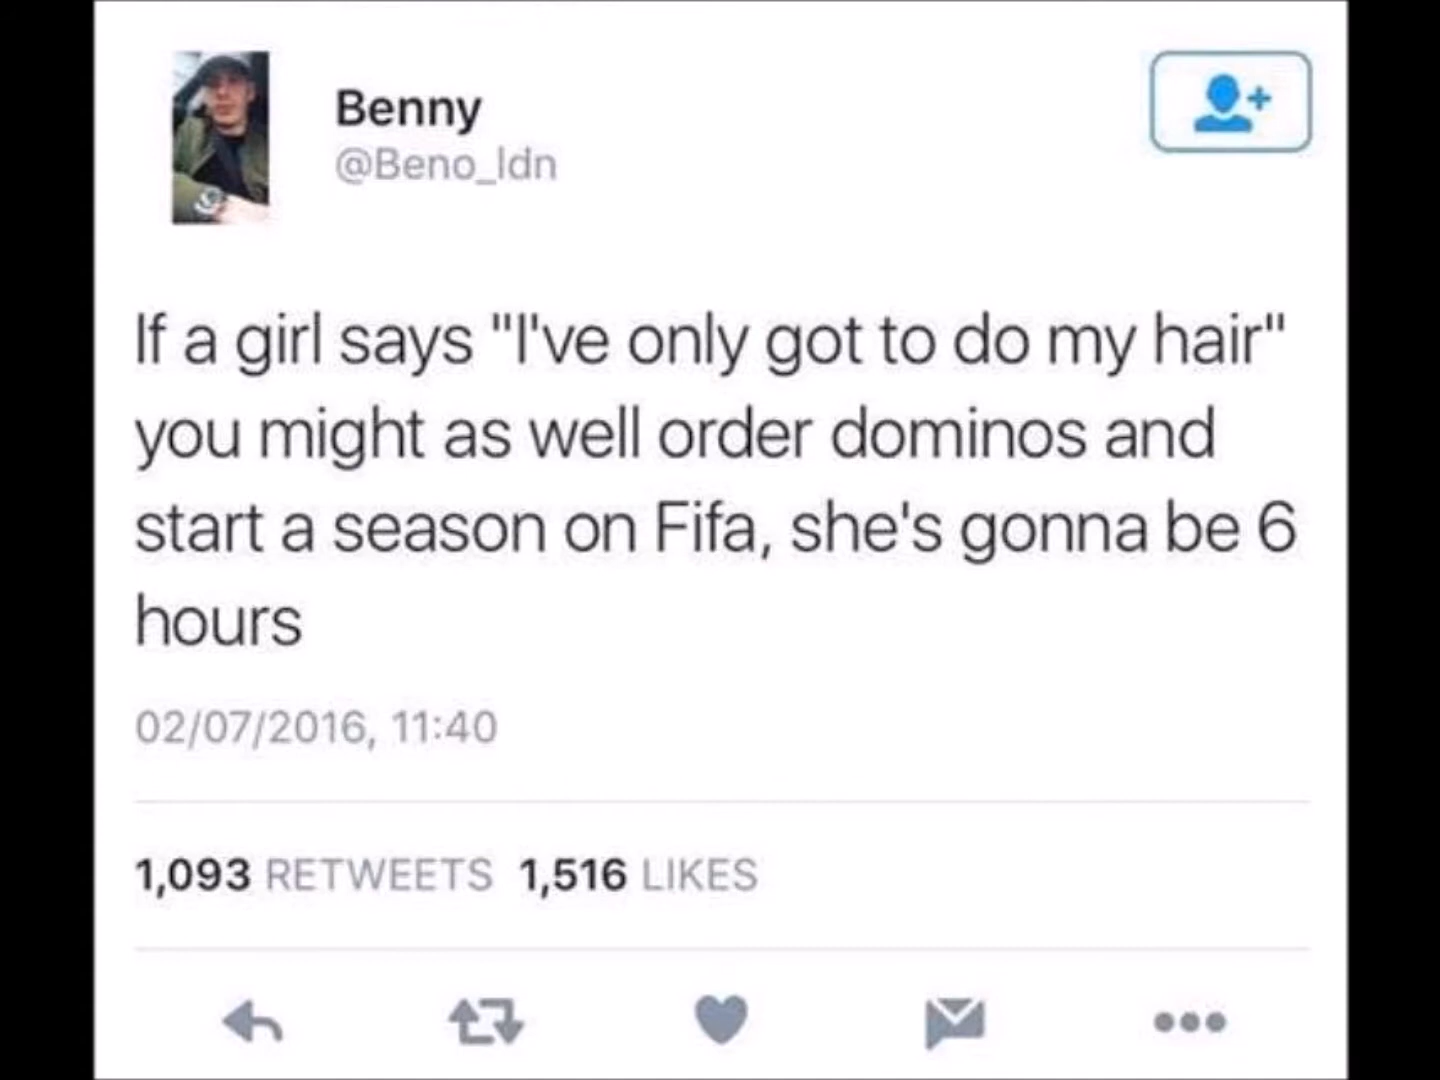 Benny
@Beno_ldn
If a girl says "I've only got to do my hair"
you might as well order dominos and
start a season on Fifa, she's gonna be 6
hours
02/07/2016, 11:40
1,093 RETWEETS 1,516 LIKES